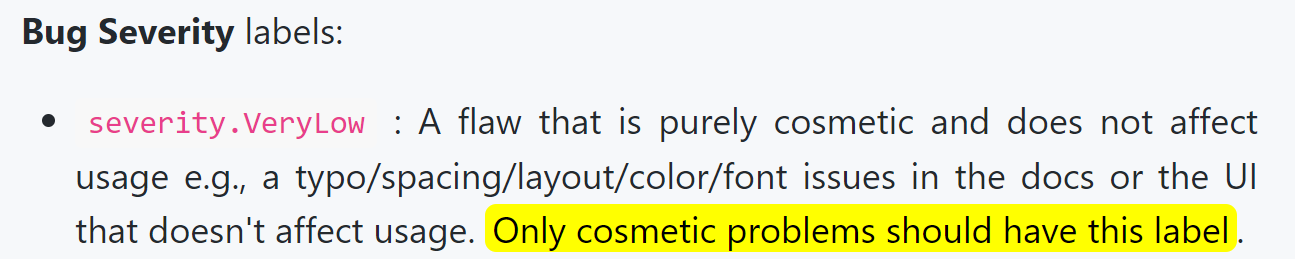 Bug Severity labels:
• severity.VeryLow : A flaw that is purely cosmetic and does not affect
usage e.g., a typo/spacing/layout/color/font issues in the docs or the UI
that doesn't affect usage. Only cosmetic problems should have this label.